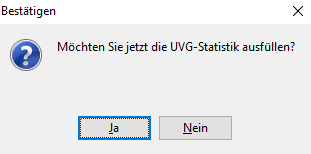 Bestätigen
Möchten Sie jetzt die UVG-Statistik ausfüllen?
Ja
Nein